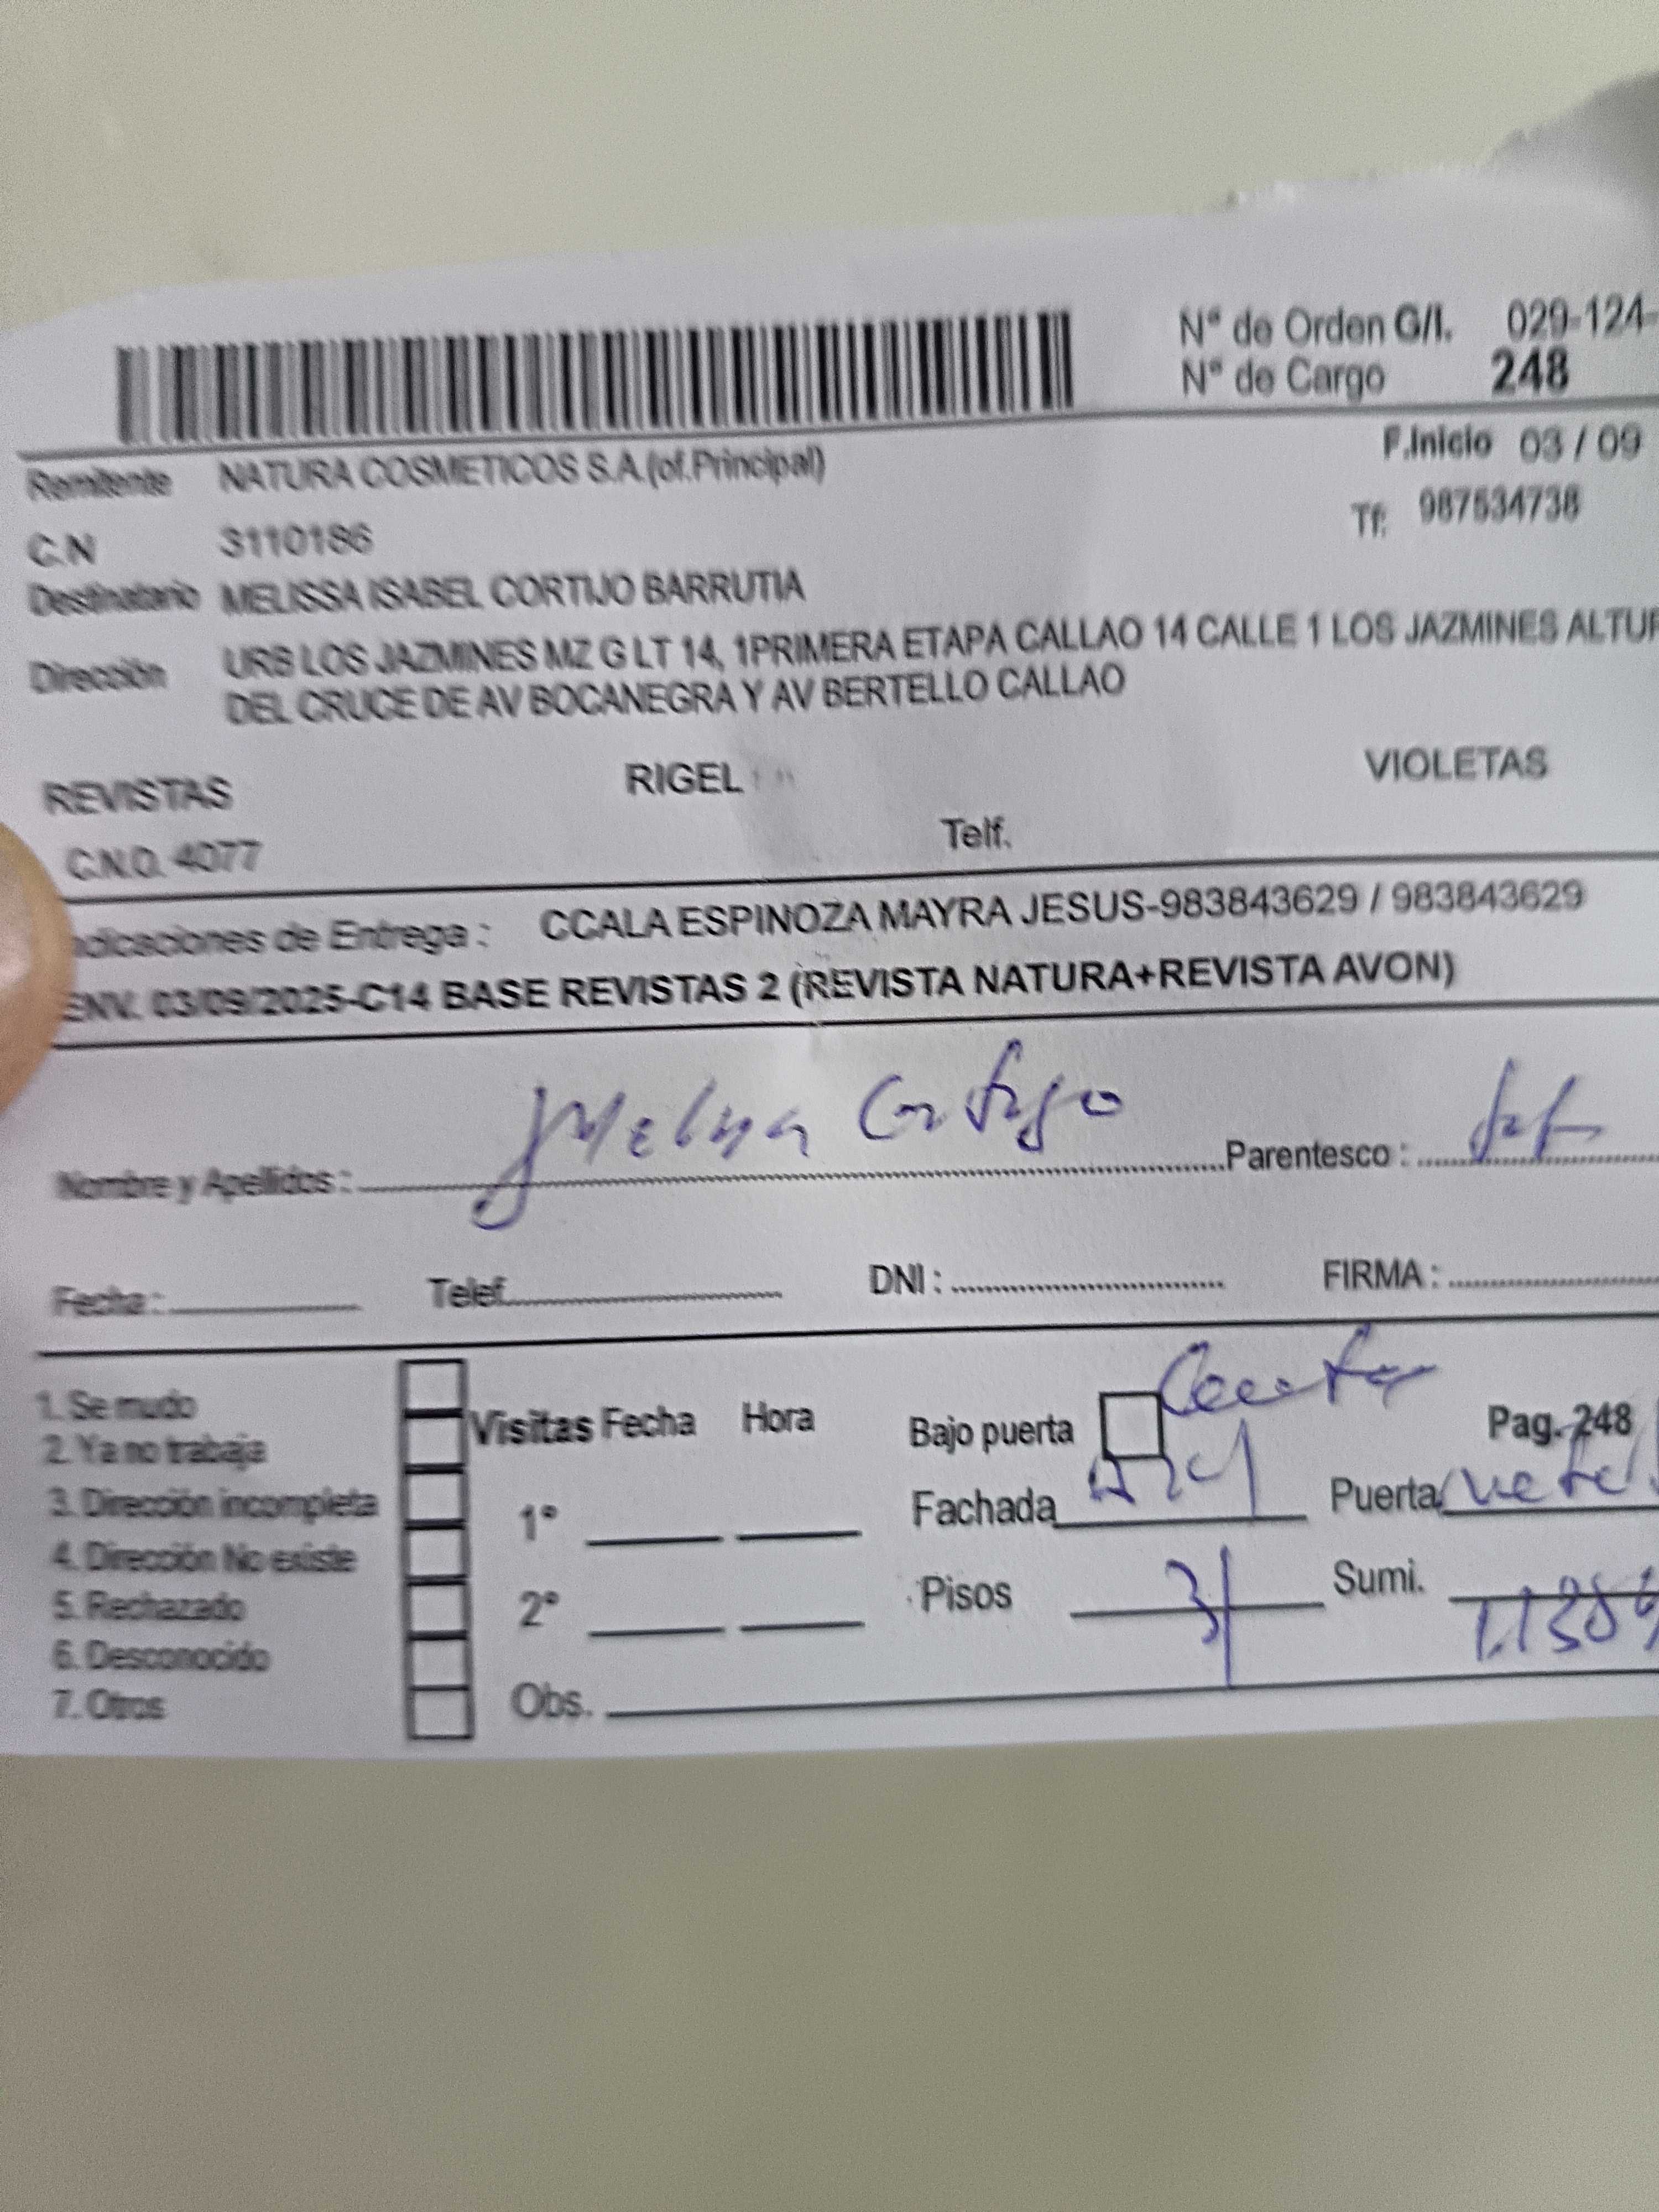 N° de Orden G/I. 029-124-
N° de Cargo 248
F.Inicio 03 / 09
Remitente NATURA COSMETICOS S.A.(of.Principal)
Tf: 987534738
C.N 3110186
Destinatario MELISSA ISABEL CORTIJO BARRUTIA
Dirección URB LOS JAZMINES MZ G LT 14, 1PRIMERA ETAPA CALLAO 14 CALLE 1 LOS JAZMINES ALTUR
DEL CRUCE DE AV BOCANEGRA Y AV BERTELLO CALLAO
REVISTAS RIGEL VIOLETAS
C.N.O. 4077 Telf.
ndicaciones de Entrega : CCALA ESPINOZA MAYRA JESUS-983843629 / 983843629
ENV. 03/09/2025-C14 BASE REVISTAS 2 (REVISTA NATURA+REVISTA AVON)
Nombre y Apellidos : Cortijo Parentesco :
Fecha : Telef. DNI : FIRMA :
1. Se mudo
2. Ya no trabaja
3. Dirección incompleta
4. Dirección No existe
5. Rechazado
6. Desconocido
7. Otros
Visitas Fecha Hora
1°
2°
Obs.
Bajo puerta Pag. 248
Fachada Puerta
Pisos 3 Sumi.